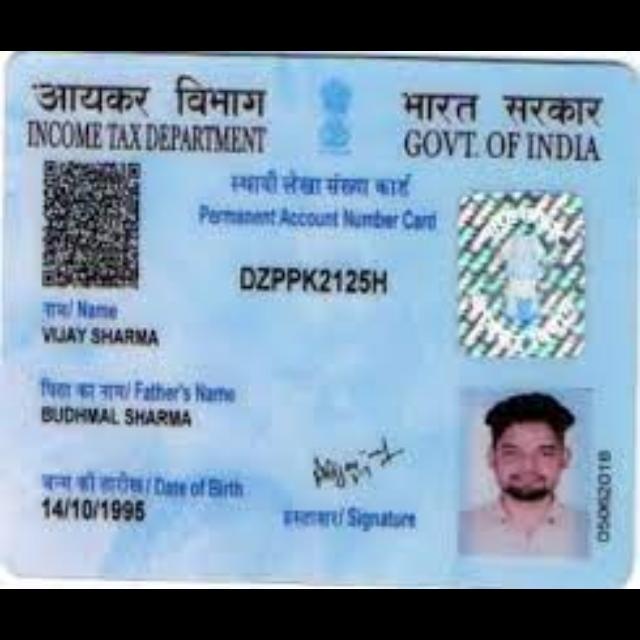 आयकर विभाग
INCOME TAX DEPARTMENT
भारत सरकार
GOVT. OF INDIA
स्थायी लेखा संख्या कार्ड
Permanent Account Number Card
DZPPK2125H
नाम/ Name
VIJAY SHARMA
पिता का नाम/ Father's Name
BUDHMAL SHARMA
जन्म की तारीख/ Date of Birth
14/10/1995
हस्ताक्षर/ Signature
05062018